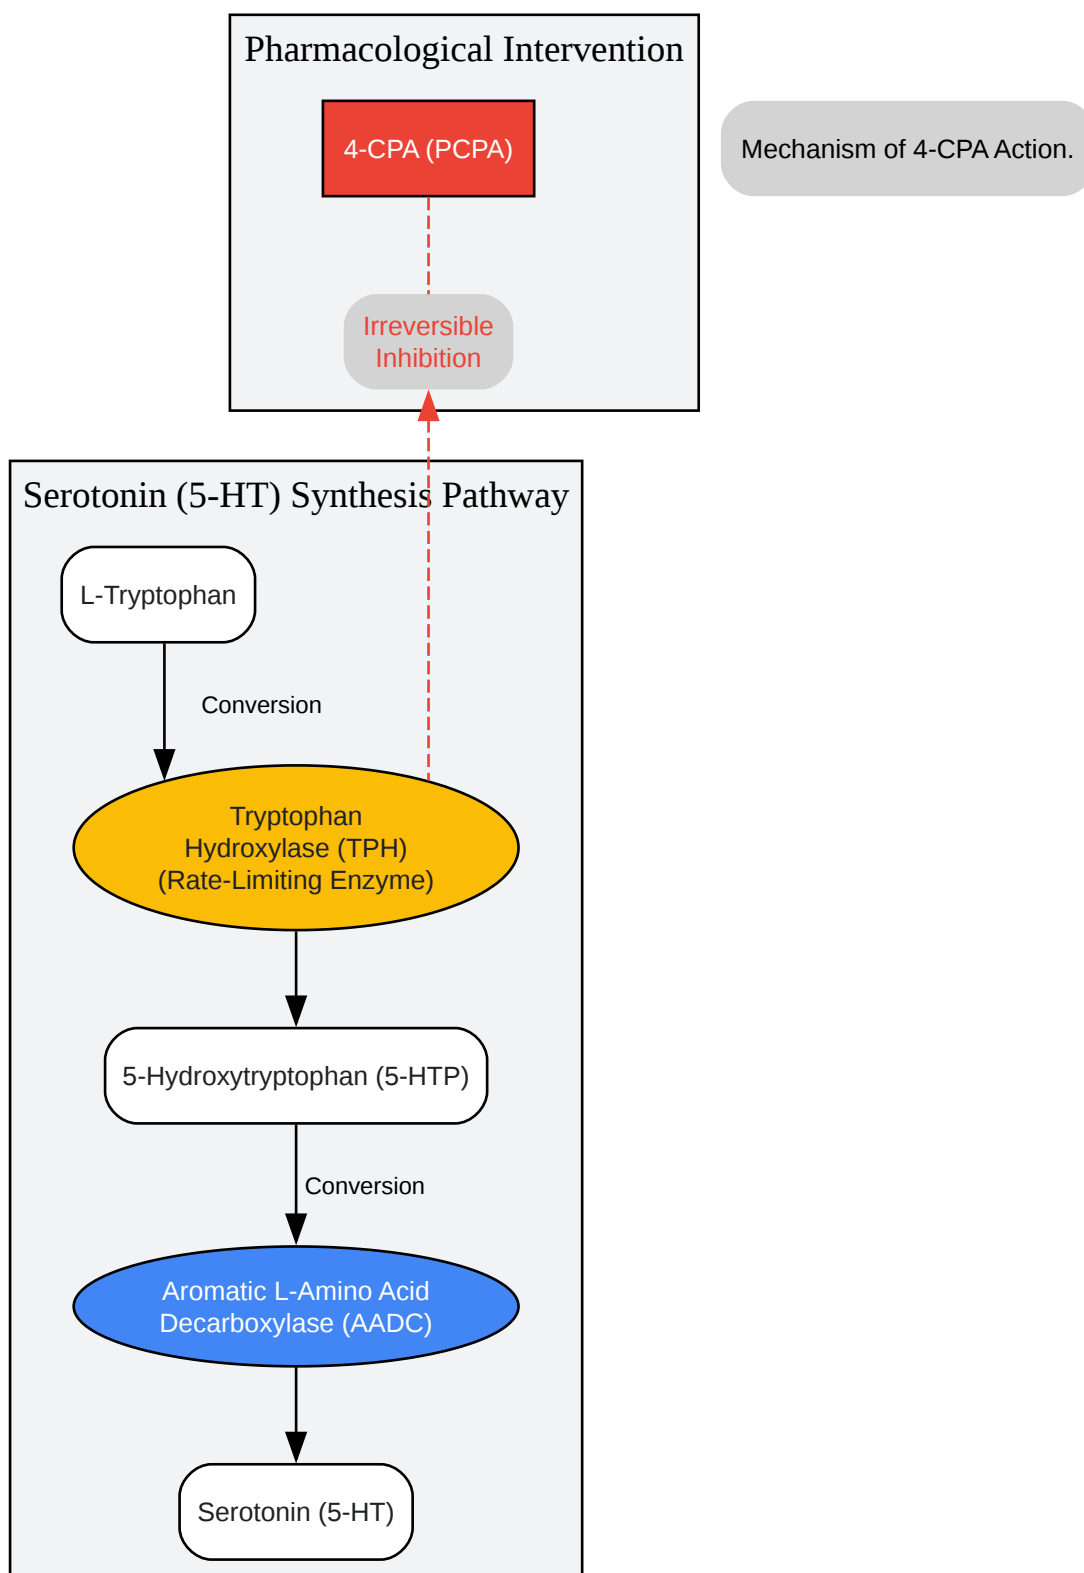 Pharmacological Intervention
4-CPA (PCPA)
Mechanism of 4-CPA Action.
Irreversible
Inhibition
Serotonin (5-HT) Synthesis Pathway
L-Tryptophan
Conversion
Tryptophan
Hydroxylase (TPH)
(Rate-Limiting Enzyme)
5-Hydroxytryptophan (5-HTP)
Conversion
Aromatic L-Amino Acid
Decarboxylase (AADC)
Serotonin (5-HT)